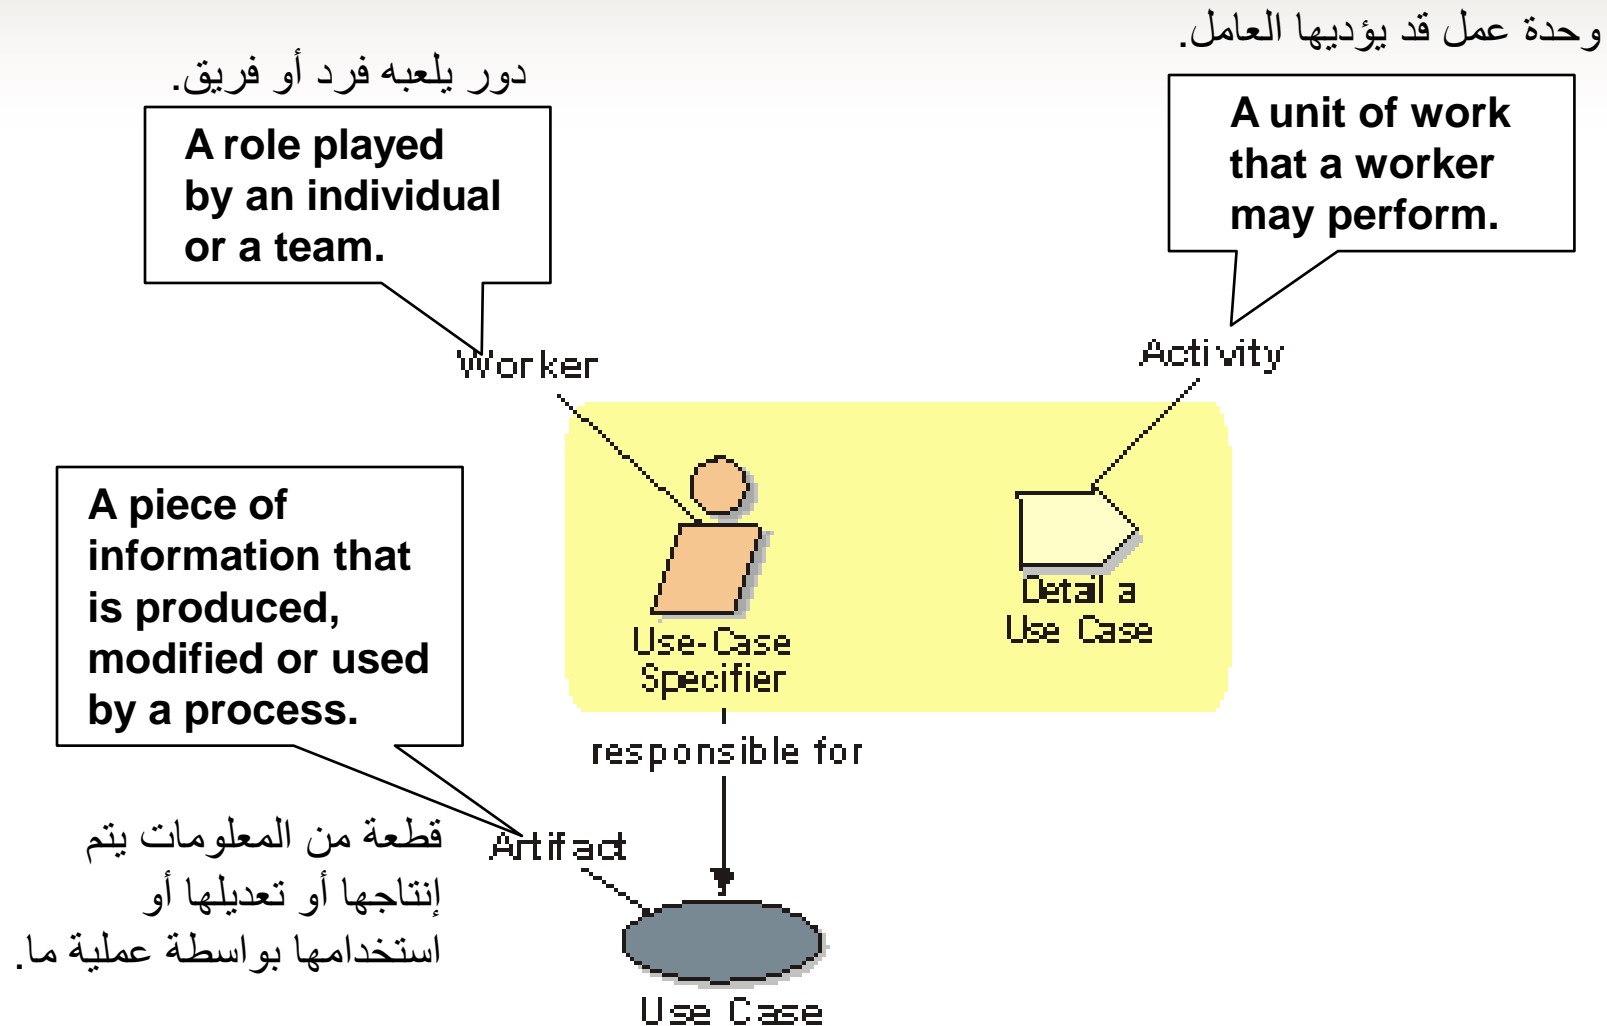 وحدة عمل قد يؤديها العامل.
دور يلعبه فرد أو فريق.
A role played
by an individual
or a team.
A unit of work
that a worker
may perform.
Worker
Activity
A piece of
information that
is produced,
modified or used
by a process.
Use-Case
Specifier
Detail a
Use Case
responsible for
قطعة من المعلومات يتم
إنتاجها أو تعديلها أو
استخدامها بواسطة عملية ما.
Artifact
Use Case